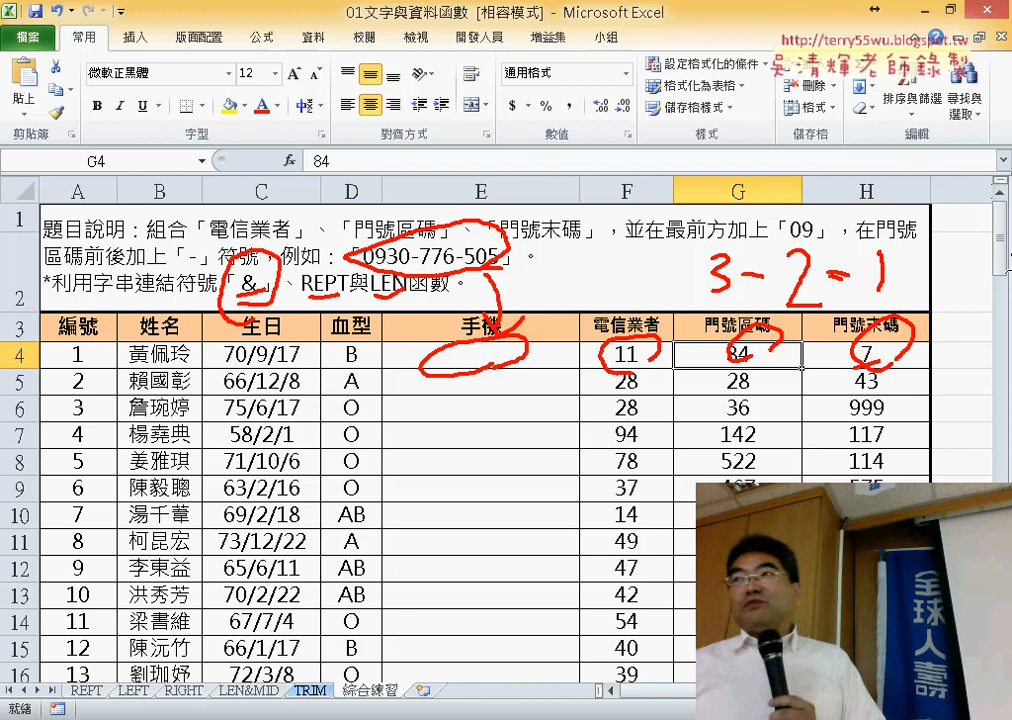 01文字與資料函數 [相容模式] - Microsoft Excel
檔案 常用 插入 版面配置 公式 資料 校閱 檢視 開發人員 增益集 小組
http://terry55wu.blogspot.tw
吳清輝老師錄製
貼上 微軟正黑體 12 通用格式 設定格式化的條件 格式化為表格 儲存格樣式 刪除 格式 排序與篩選 尋找與選取
B I U A 中 $ % ,
剪貼簿 字型 對齊方式 數值 樣式 儲存格 編輯
G4 fx 84
A B C D E F G H
1 題目說明：組合「電信業者」、「門號區碼」、「門號末碼」，並在最前方加上「09」，在門號
區碼前後加上「-」符號，例如：「0930-776-505」。
2 *利用字串連結符號「&」、REPT與LEN函數。
3-2=1
3 編號 姓名 生日 血型 手機 電信業者 門號區碼 門號末碼
4 1 黃佩玲 70/9/17 B 11 84 7
5 2 賴國彰 66/12/8 A 28 28 43
6 3 詹琬婷 75/6/17 O 28 36 999
7 4 楊堯典 58/2/1 O 94 142 117
8 5 姜雅琪 71/10/6 O 78 522 114
9 6 陳毅聰 63/2/16 O 37
10 7 湯千葦 69/2/18 AB 14
11 8 柯昆宏 73/12/22 A 49
12 9 李東益 65/6/11 AB 47
13 10 洪秀芳 70/2/22 AB 42
14 11 梁書維 67/7/4 O 54
15 12 陳沅竹 66/1/17 B 40
16 13 劉珈妤 72/3/8 O 39
全球人壽
REPT LEFT RIGHT LEN&MID TRIM 綜合練習
就緒